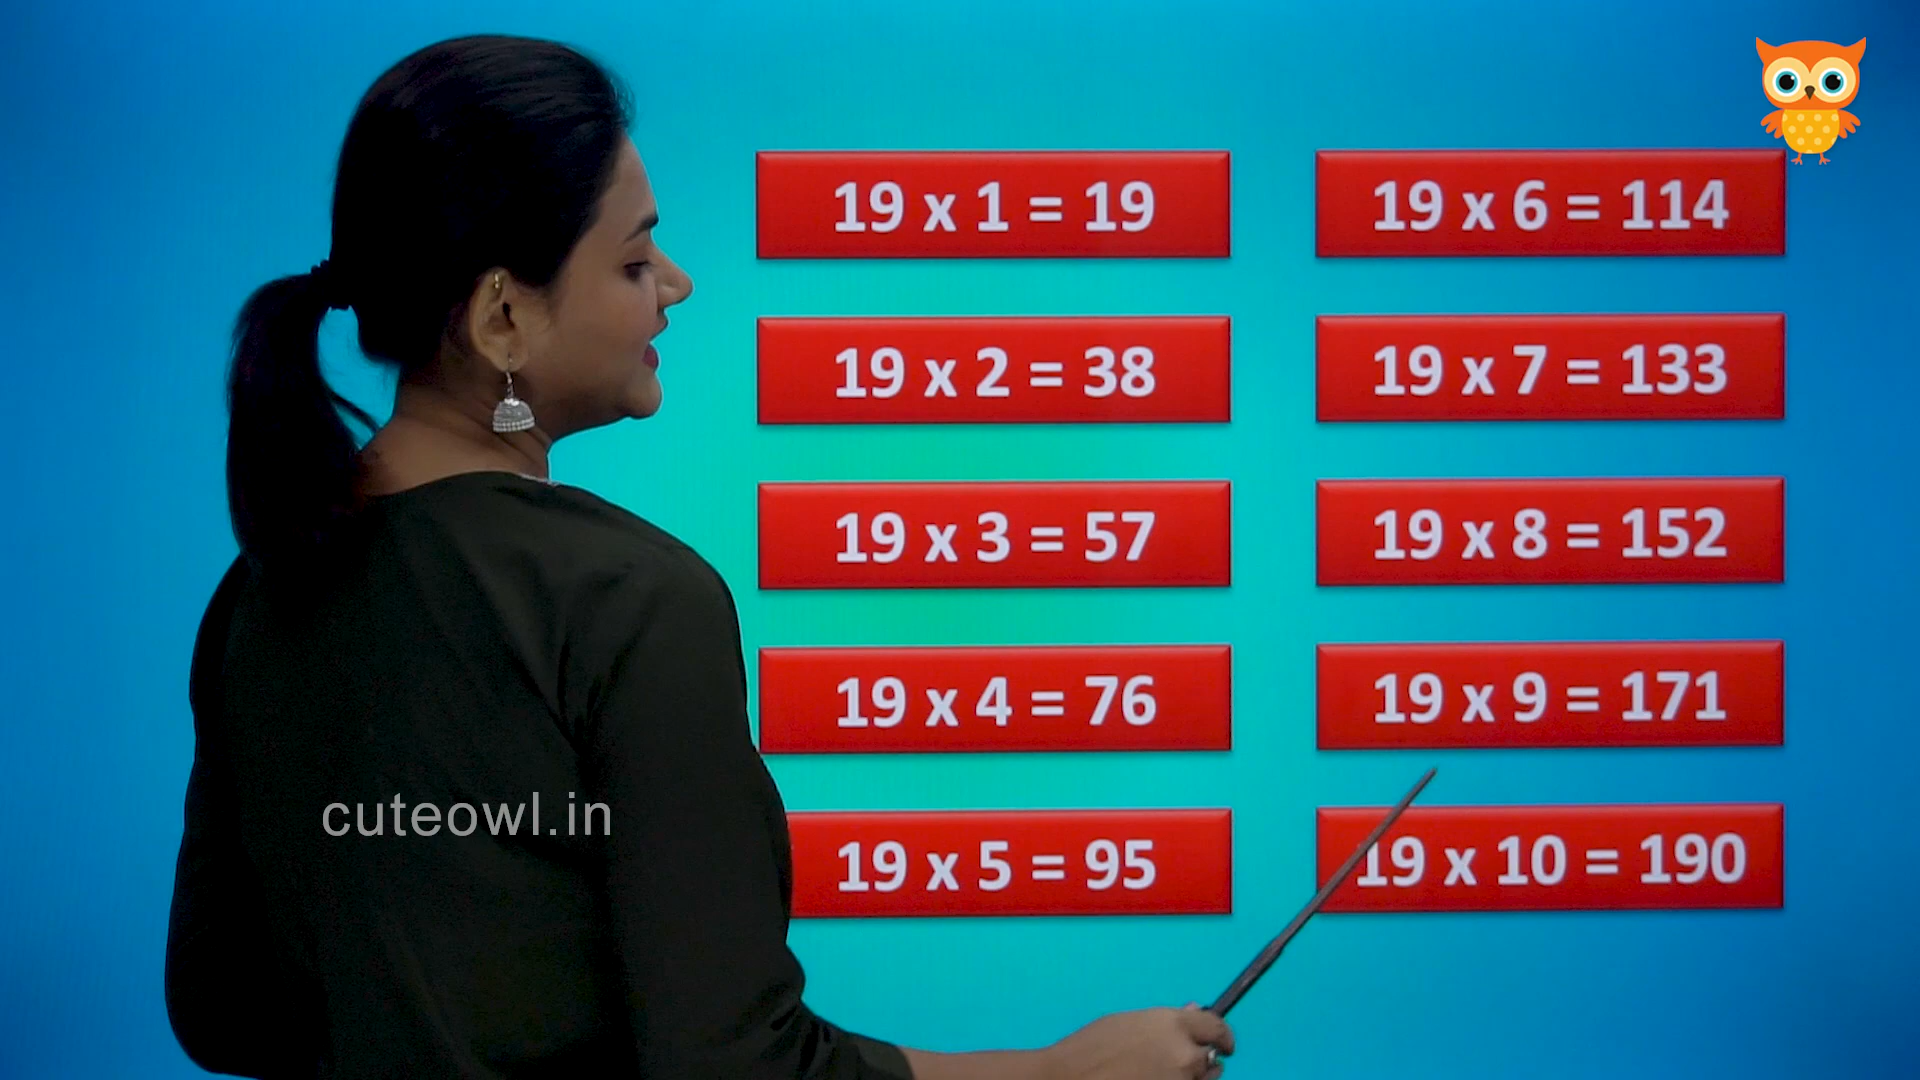 19 x 1 = 19
19 x 2 = 38
19 x 3 = 57
19 x 4 = 76
19 x 5 = 95
19 x 6 = 114
19 x 7 = 133
19 x 8 = 152
19 x 9 = 171
19 x 10 = 190
cuteowl.in